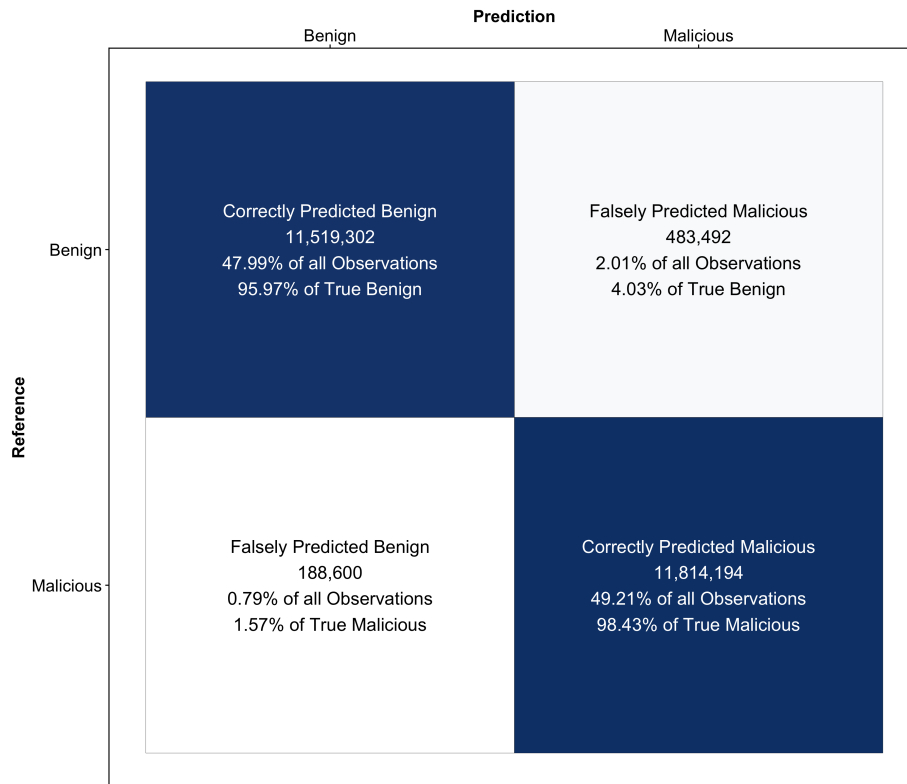 Prediction
Benign
Malicious
Reference
Benign
Correctly Predicted Benign
11,519,302
47.99% of all Observations
95.97% of True Benign
Falsely Predicted Malicious
483,492
2.01% of all Observations
4.03% of True Benign
Malicious
Falsely Predicted Benign
188,600
0.79% of all Observations
1.57% of True Malicious
Correctly Predicted Malicious
11,814,194
49.21% of all Observations
98.43% of True Malicious